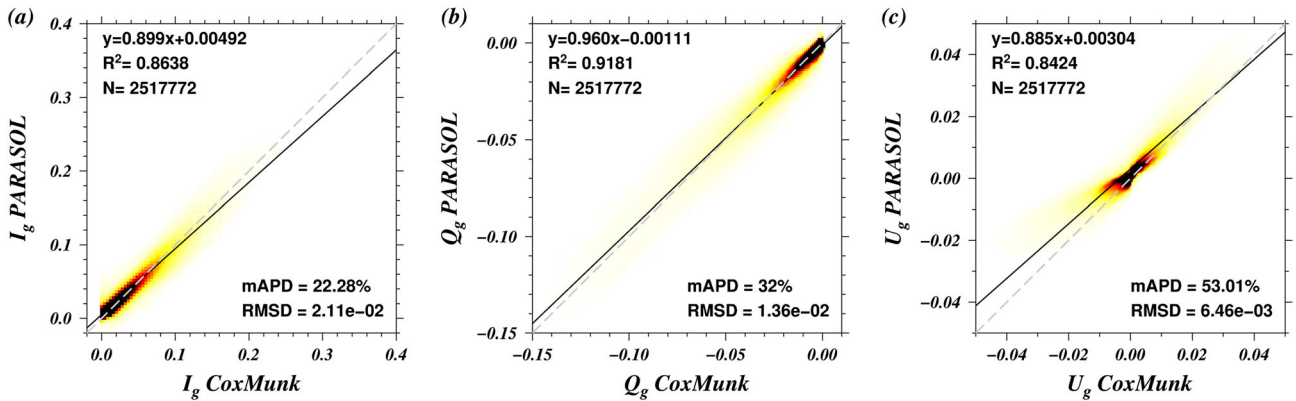 (a)
0.4
0.3
0.2
0.1
0.0
I_g PARASOL
y=0.899x+0.00492
R²= 0.8638
N= 2517772
mAPD = 22.28%
RMSD = 2.11e−02
0.0 0.1 0.2 0.3 0.4
I_g CoxMunk
(b)
0.00
−0.05
−0.10
−0.15
Q_g PARASOL
y=0.960x−0.00111
R²= 0.9181
N= 2517772
mAPD = 32%
RMSD = 1.36e−02
−0.15 −0.10 −0.05 0.00
Q_g CoxMunk
(c)
0.04
0.02
0.00
−0.02
−0.04
U_g PARASOL
y=0.885x+0.00304
R²= 0.8424
N= 2517772
mAPD = 53.01%
RMSD = 6.46e−03
−0.04 −0.02 0.00 0.02 0.04
U_g CoxMunk